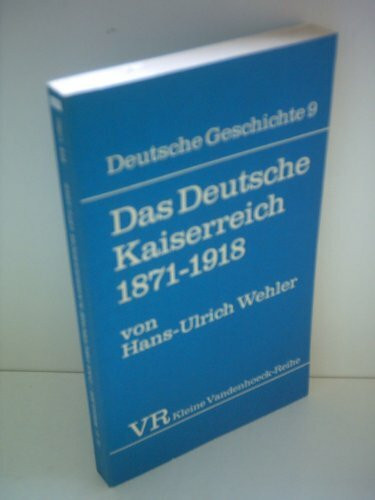 Deutsche Geschichte 9
Das Deutsche
Kaiserreich
1871-1918
von
Hans-Ulrich Wehler
VR Kleine Vandenhoeck-Reihe